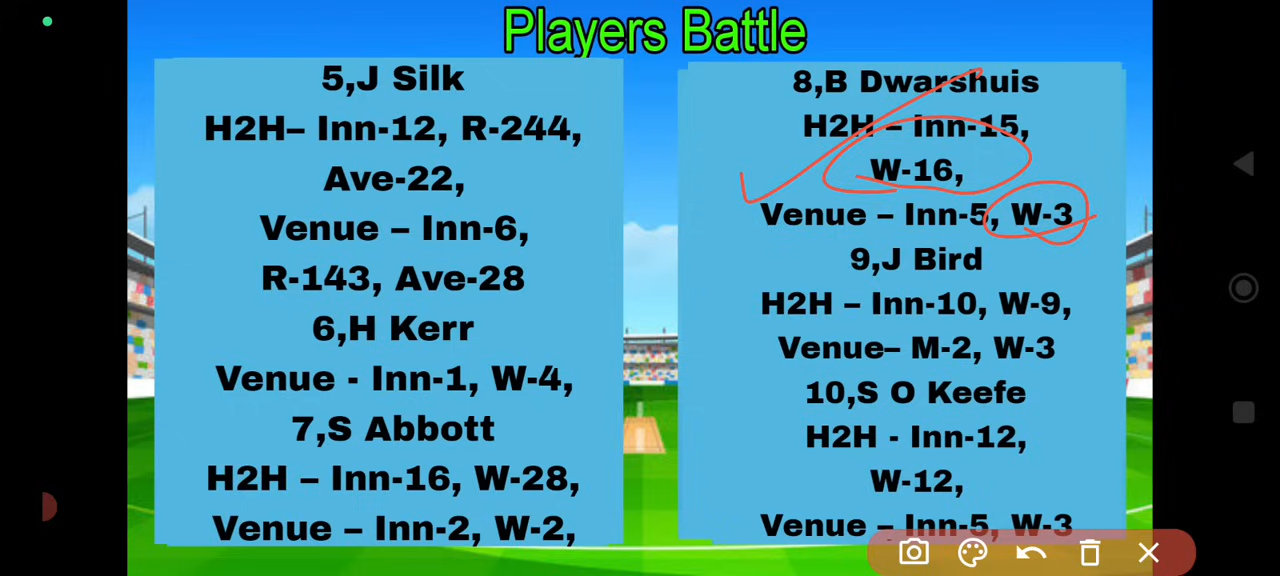 Players Battle
5,J Silk
H2H– Inn-12, R-244,
Ave-22,
Venue – Inn-6,
R-143, Ave-28
6,H Kerr
Venue - Inn-1, W-4,
7,S Abbott
H2H – Inn-16, W-28,
Venue – Inn-2, W-2,
8,B Dwarshuis
H2H – Inn-15,
W-16,
Venue – Inn-5, W-3
9,J Bird
H2H – Inn-10, W-9,
Venue– M-2, W-3
10,S O Keefe
H2H - Inn-12,
W-12,
Venue – Inn-5, W-3